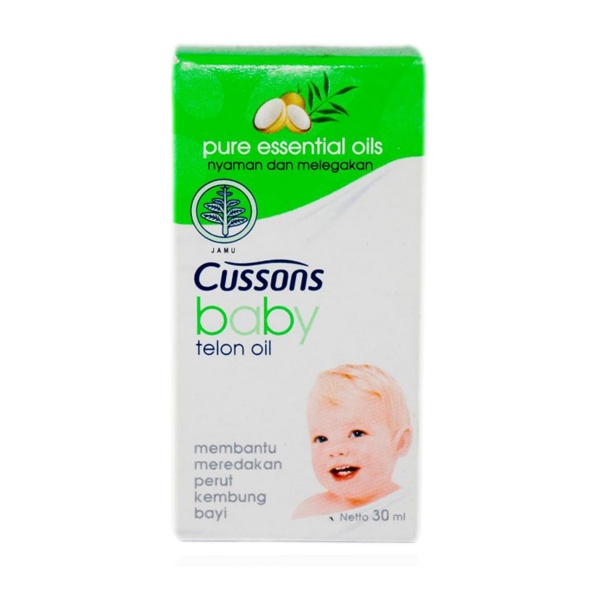 pure essential oils
nyaman dan melegakan
JAMU
Cussons
baby
telon oil
membantu
meredakan
perut
kembung
bayi
Netto 30 ml